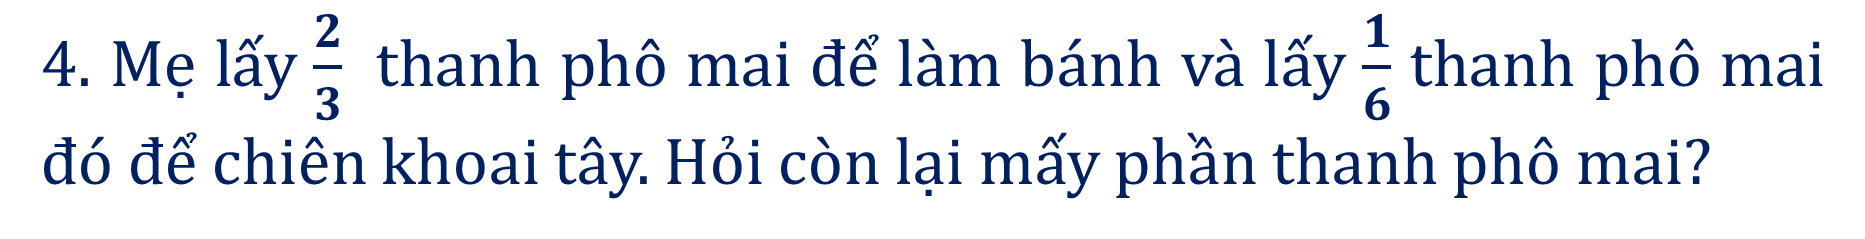 4. Mẹ lấy 2/3 thanh phô mai để làm bánh và lấy 1/6 thanh phô mai
đó để chiên khoai tây. Hỏi còn lại mấy phần thanh phô mai?